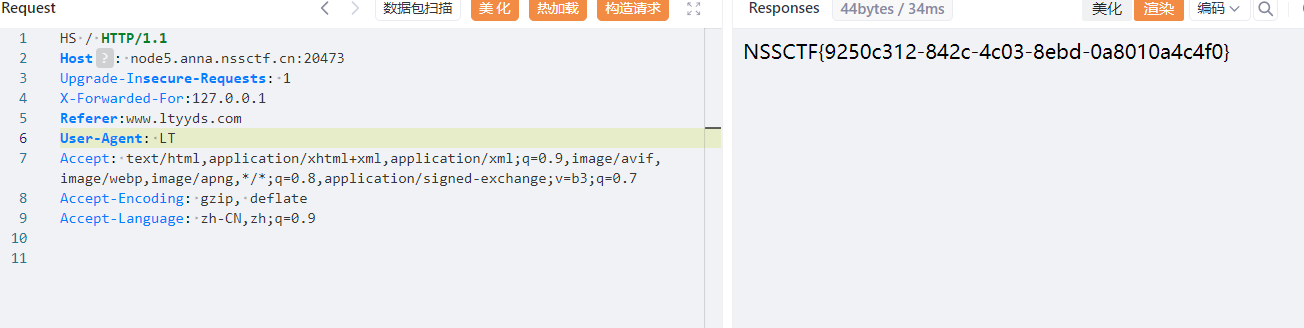 Request
数据包扫描
美化
热加载
构造请求
1 HS / HTTP/1.1
2 Host ? : node5.anna.nssctf.cn:20473
3 Upgrade-Insecure-Requests: 1
4 X-Forwarded-For:127.0.0.1
5 Referer:www.ltyyds.com
6 User-Agent: LT
7 Accept: text/html,application/xhtml+xml,application/xml;q=0.9,image/avif,
image/webp,image/apng,*/*;q=0.8,application/signed-exchange;v=b3;q=0.7
8 Accept-Encoding: gzip, deflate
9 Accept-Language: zh-CN,zh;q=0.9
10
11
Responses
44bytes / 34ms
美化
渲染
编码
NSSCTF{9250c312-842c-4c03-8ebd-0a8010a4c4f0}